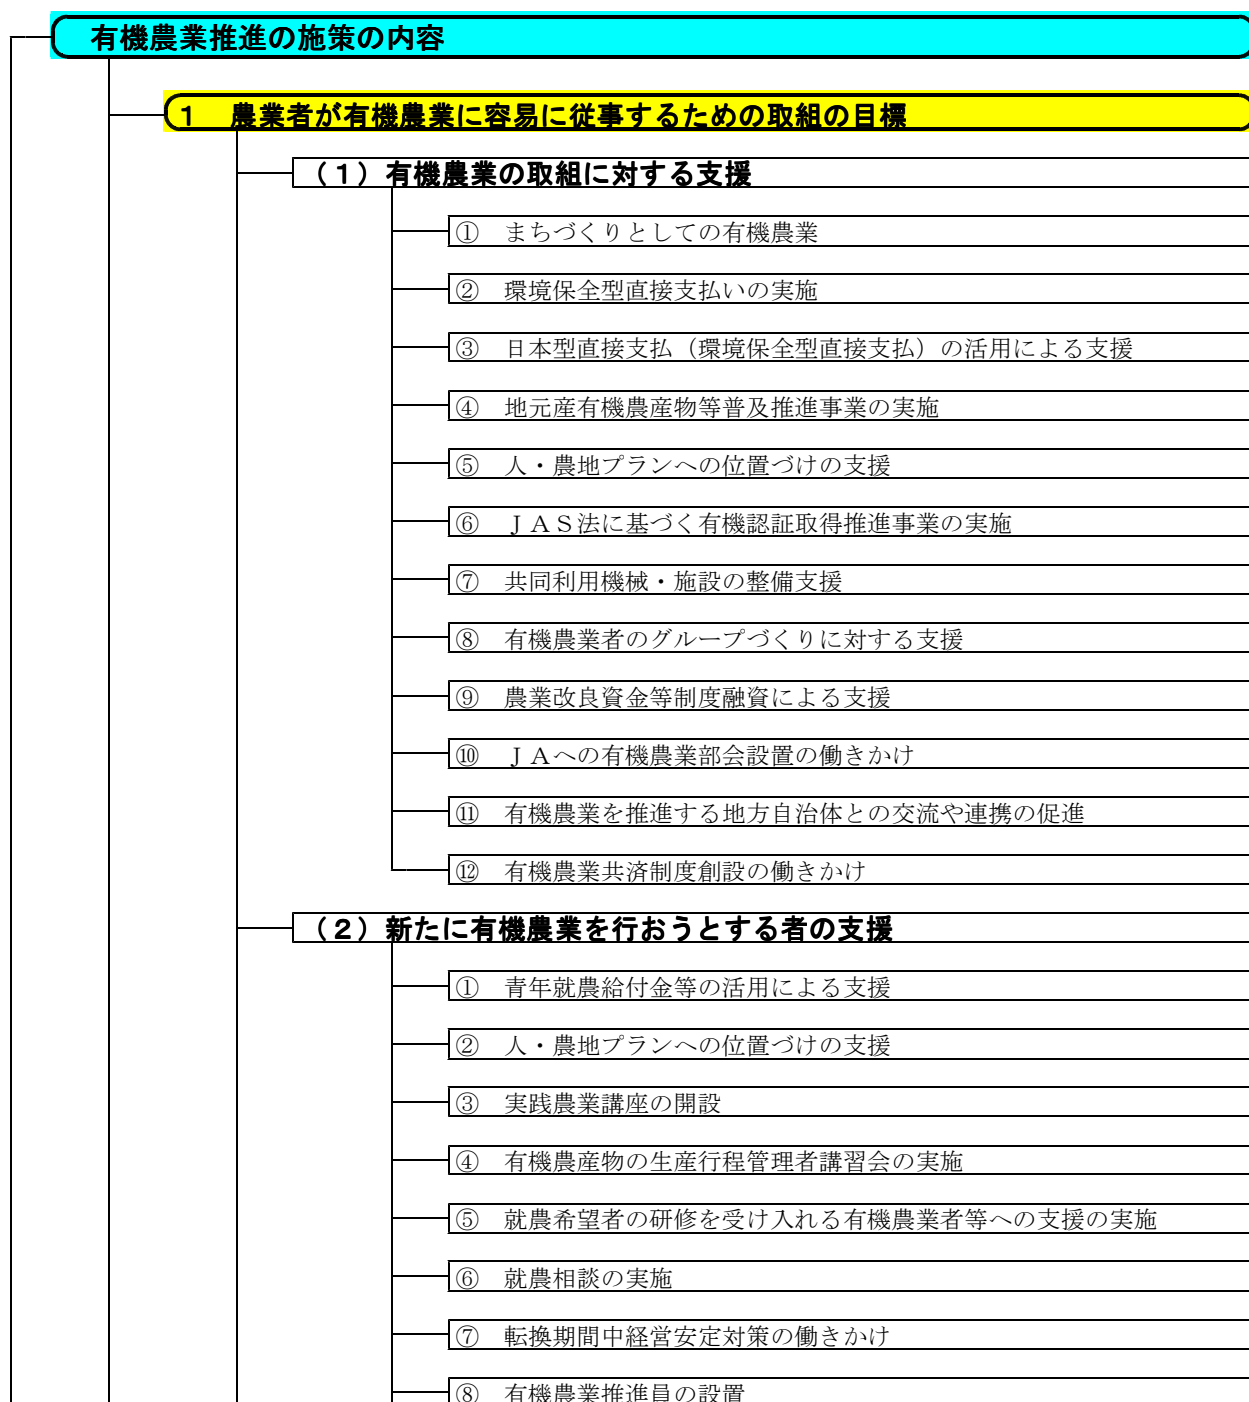 有機農業推進の施策の内容
１　農業者が有機農業に容易に従事するための取組の目標
（１）有機農業の取組に対する支援
①　まちづくりとしての有機農業
②　環境保全型直接支払いの実施
③　日本型直接支払（環境保全型直接支払）の活用による支援
④　地元産有機農産物等普及推進事業の実施
⑤　人・農地プランへの位置づけの支援
⑥　ＪＡＳ法に基づく有機認証取得推進事業の実施
⑦　共同利用機械・施設の整備支援
⑧　有機農業者のグループづくりに対する支援
⑨　農業改良資金等制度融資による支援
⑩　ＪＡへの有機農業部会設置の働きかけ
⑪　有機農業を推進する地方自治体との交流や連携の促進
⑫　有機農業共済制度創設の働きかけ
（２）新たに有機農業を行おうとする者の支援
①　青年就農給付金等の活用による支援
②　人・農地プランへの位置づけの支援
③　実践農業講座の開設
④　有機農産物の生産行程管理者講習会の実施
⑤　就農希望者の研修を受け入れる有機農業者等への支援の実施
⑥　就農相談の実施
⑦　転換期間中経営安定対策の働きかけ
⑧　有機農業推進員の設置